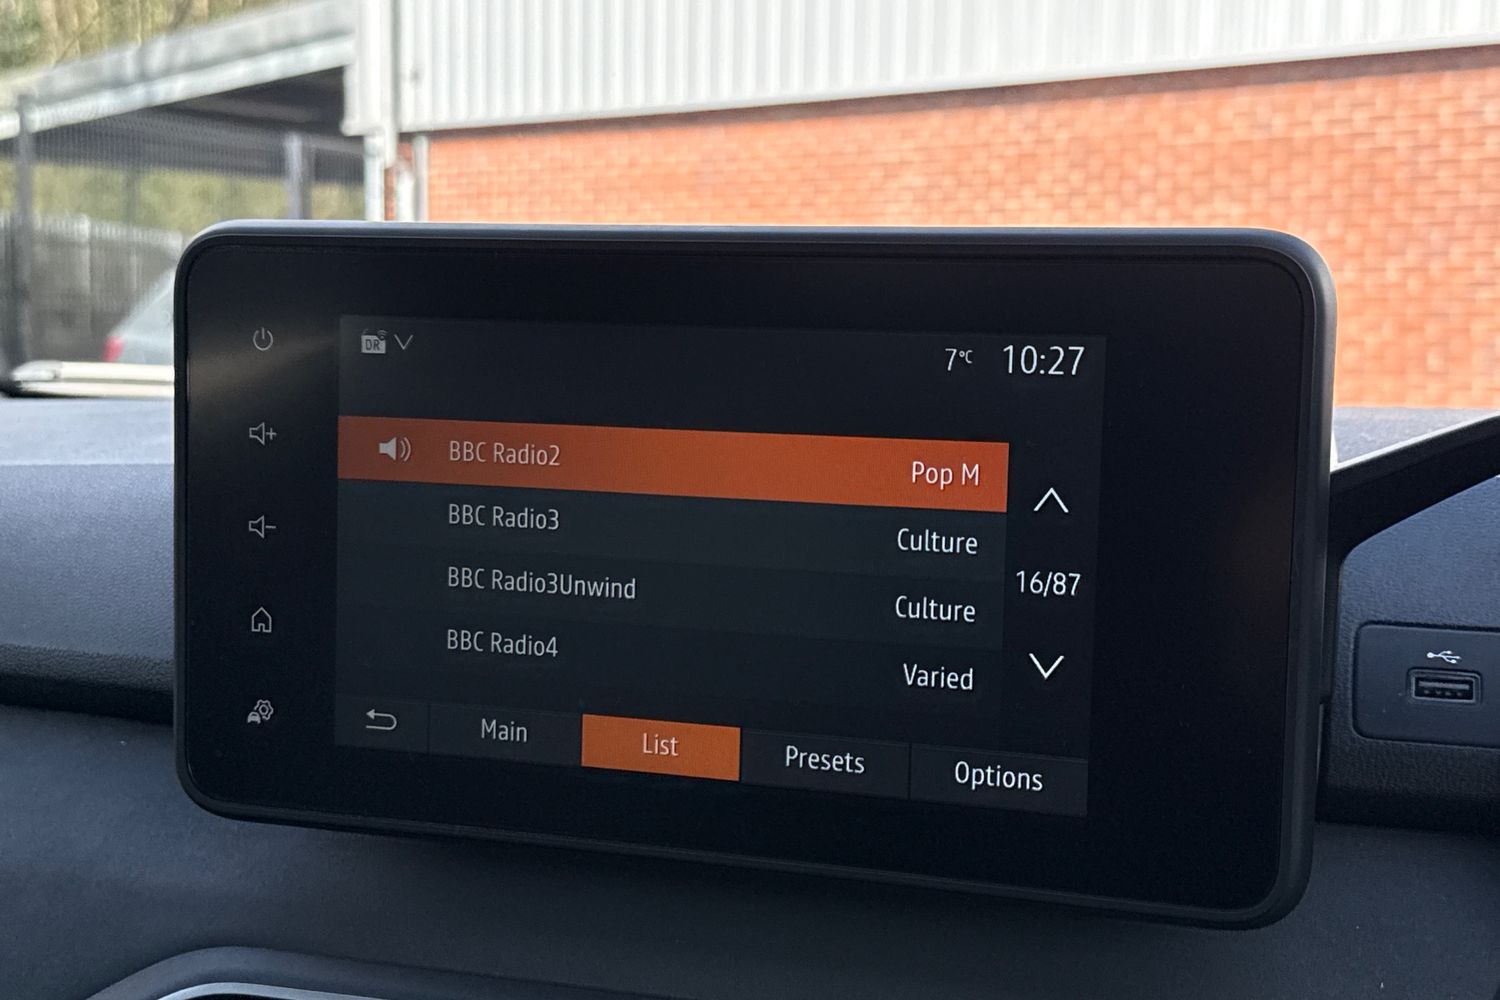 DR
7°C 10:27
BBC Radio2 Pop M
BBC Radio3 Culture
BBC Radio3Unwind Culture
16/87
BBC Radio4 Varied
Main List Presets Options